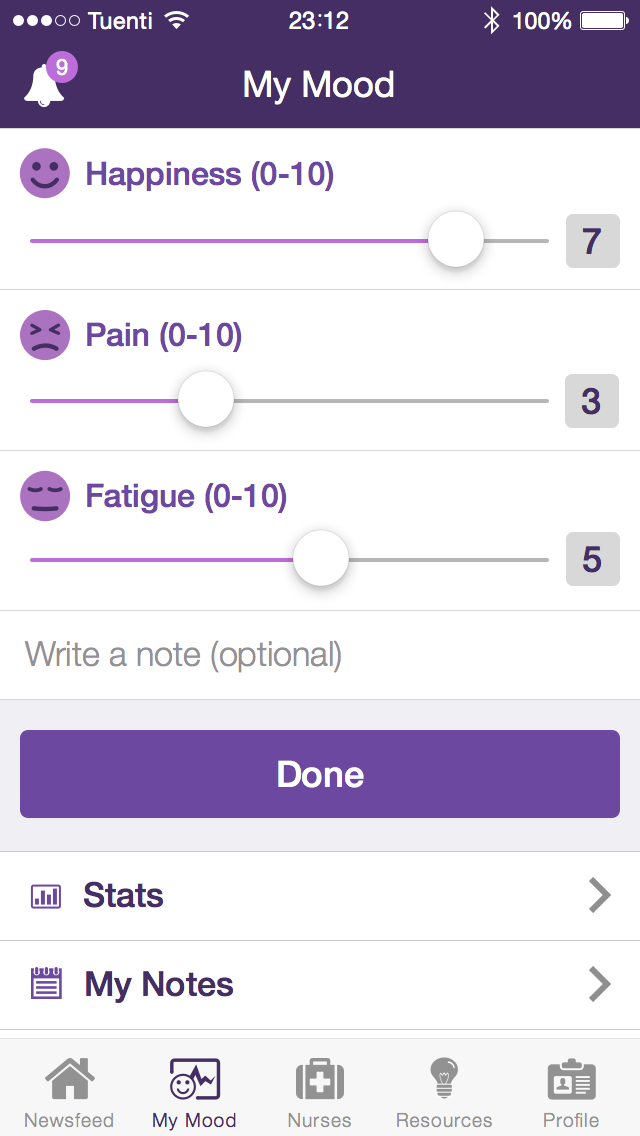 Tuenti 23:12 100%
9
My Mood
Happiness (0-10)
7
Pain (0-10)
3
Fatigue (0-10)
5
Write a note (optional)
Done
Stats
My Notes
Newsfeed My Mood Nurses Resources Profile